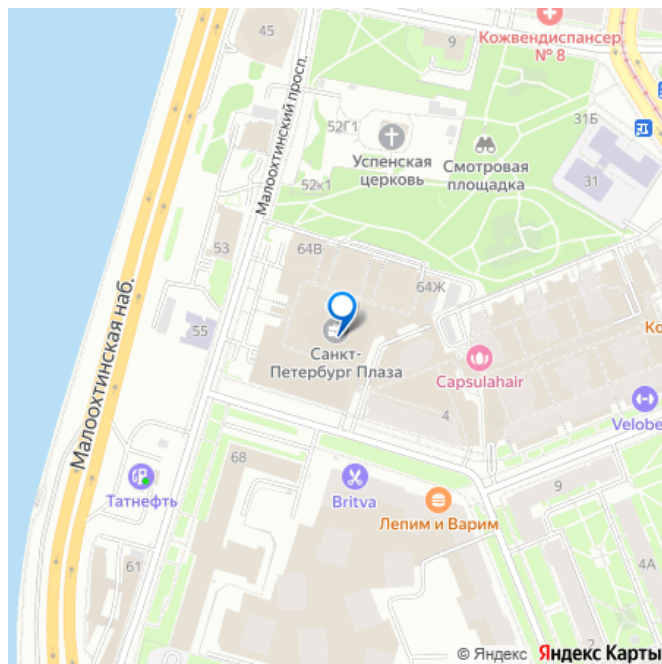 45
9
Кожвендиспансер
№ 8
Малоохтинский просп.
31Б
52Г1
Успенская
церковь
Смотровая
площадка
31
52к1
53
64В
64Ж
Малоохтинская наб.
55
Санкт-
Петербург Плаза
Ко
Capsulahair
4
Velobe
68
Татнефть
Britva
Лепим и Варим
9
61
4А
2
© Яндекс Яндекс Карты